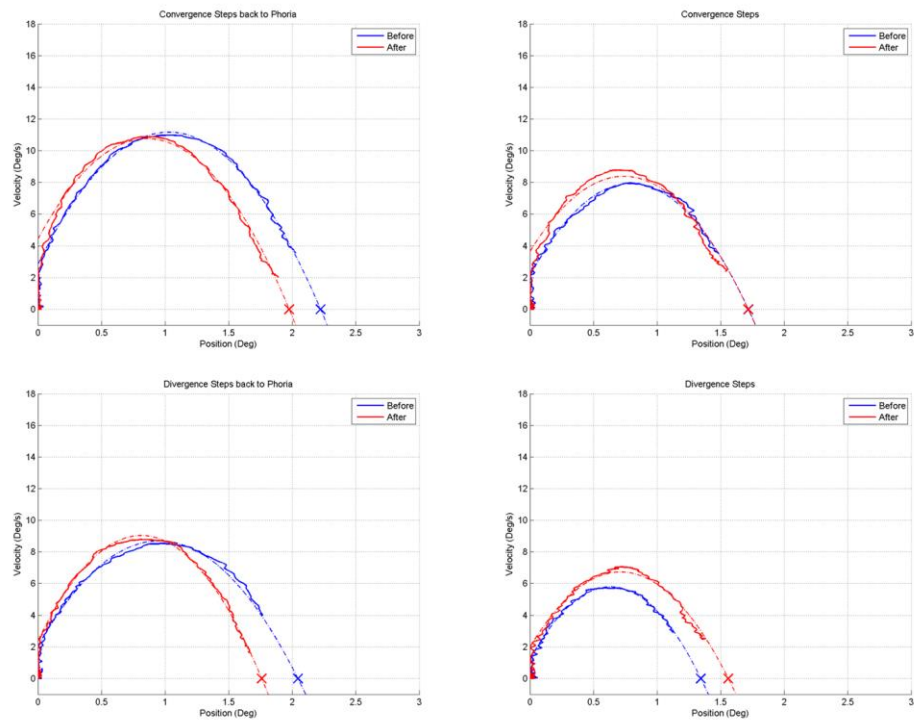 Convergence Steps back to Phoria
18
16
14
12
10
8
6
4
2
0
Velocity (Deg/s)
0 0.5 1 1.5 2 2.5 3
Position (Deg)
Before
After
Convergence Steps
18
16
14
12
10
8
6
4
2
0
Velocity (Deg/s)
0 0.5 1 1.5 2 2.5 3
Position (Deg)
Before
After
Divergence Steps back to Phoria
18
16
14
12
10
8
6
4
2
0
Velocity (Deg/s)
0 0.5 1 1.5 2 2.5 3
Position (Deg)
Before
After
Divergence Steps
18
16
14
12
10
8
6
4
2
0
Velocity (Deg/s)
0 0.5 1 1.5 2 2.5 3
Position (Deg)
Before
After